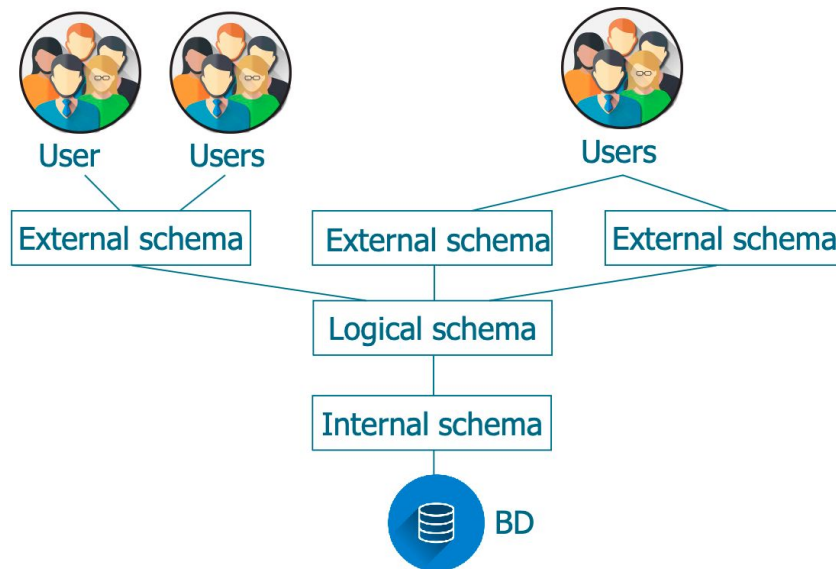 User
Users
Users
External schema
External schema
External schema
Logical schema
Internal schema
BD